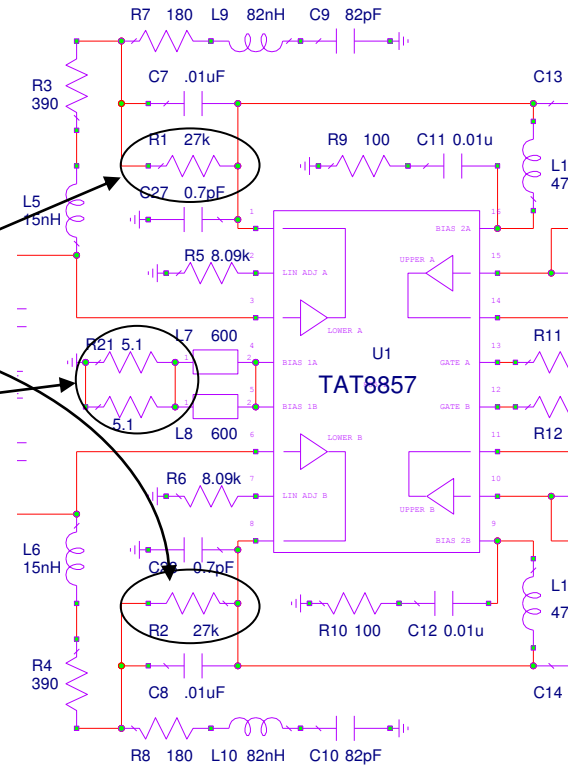 R7 180 L9 82nH C9 82pF
C7 .01uF
C13
R3
390
R1 27k
R9 100
C11 0.01u
L5
15nH
C27 0.7pF
1
BIAS 2A
R5 8.09k
LIN ADJ A
UPPER A
15
3
14
LOWER A
R21 5.1
L7 600
4
1
2
BIAS 1A
U1
TAT8857
13
GATE A
R11
5
1
2
BIAS 1B
12
GATE B
5.1
L8 600
R12
6
LOWER B
11
R6 8.09k
7
LIN ADJ B
10
UPPER B
8
9
BIAS 2B
L6
15nH
0.7pF
R2 27k
R10 100
C12 0.01u
R4
390
C8 .01uF
C14
R8 180 L10 82nH C10 82pF